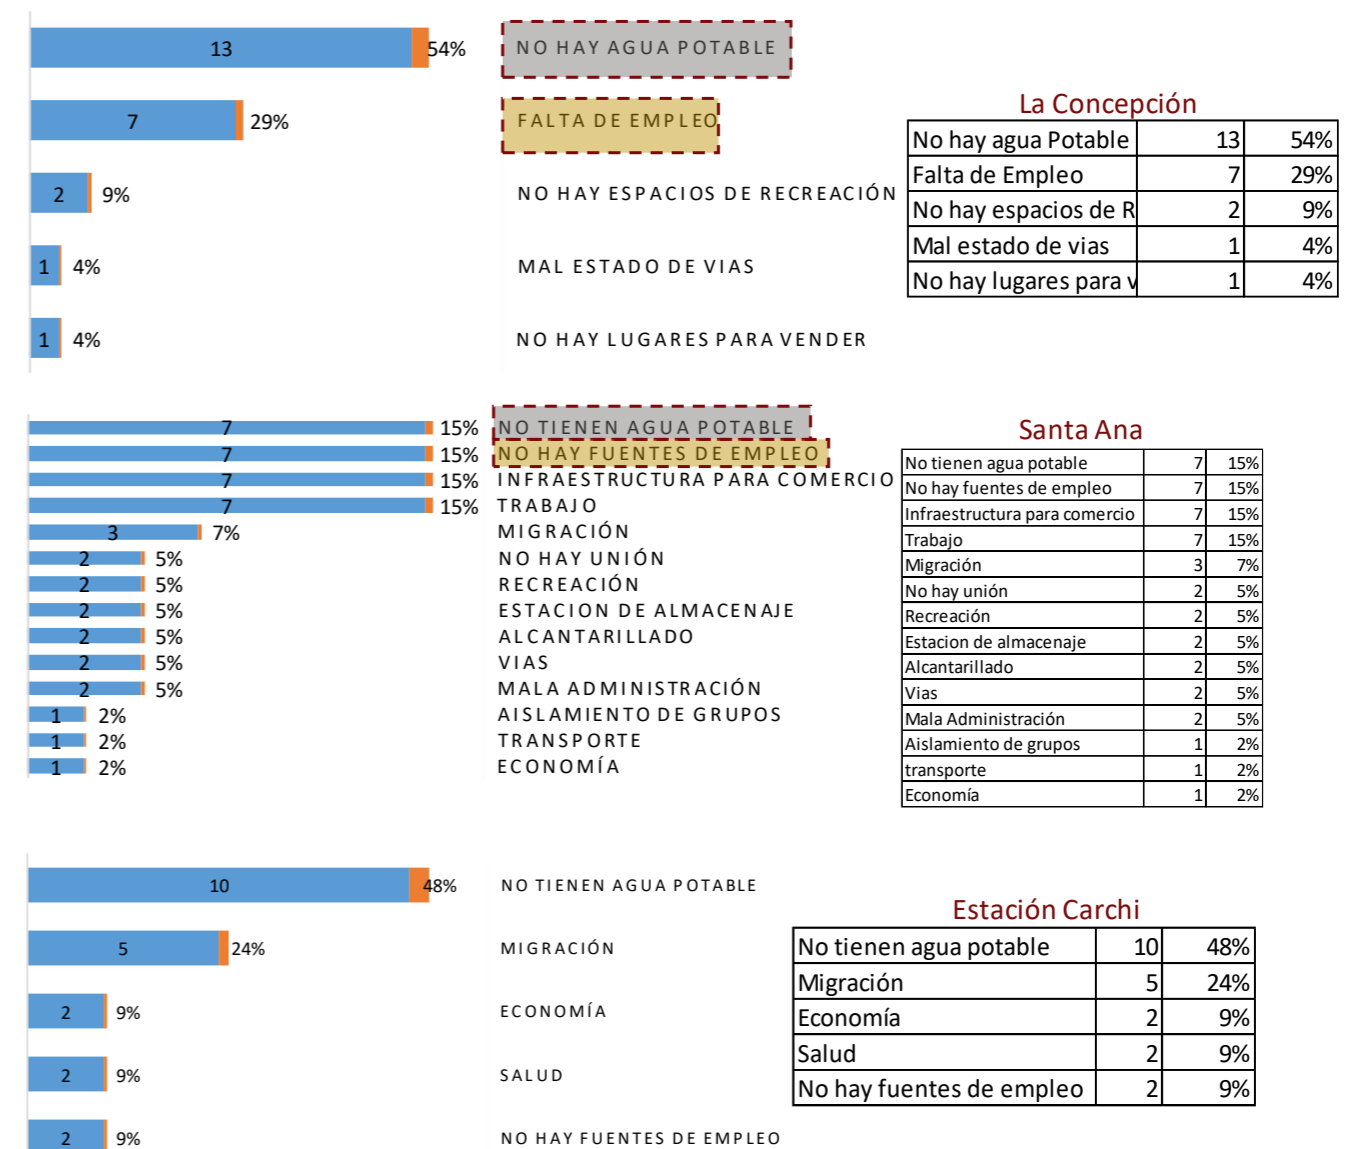 13 54% NO HAY AGUA POTABLE
7 29% FALTA DE EMPLEO
2 9% NO HAY ESPACIOS DE RECREACIÓN
1 4% MAL ESTADO DE VIAS
1 4% NO HAY LUGARES PARA VENDER
La Concepción
No hay agua Potable 13 54%
Falta de Empleo 7 29%
No hay espacios de R 2 9%
Mal estado de vias 1 4%
No hay lugares para v 1 4%
7 15% NO TIENEN AGUA POTABLE
7 15% NO HAY FUENTES DE EMPLEO
7 15% INFRAESTRUCTURA PARA COMERCIO
7 15% TRABAJO
3 7% MIGRACIÓN
2 5% NO HAY UNIÓN
2 5% RECREACIÓN
2 5% ESTACION DE ALMACENAJE
2 5% ALCANTARILLADO
2 5% VIAS
2 5% MALA ADMINISTRACIÓN
1 2% AISLAMIENTO DE GRUPOS
1 2% TRANSPORTE
1 2% ECONOMÍA
Santa Ana
No tienen agua potable 7 15%
No hay fuentes de empleo 7 15%
Infraestructura para comercio 7 15%
Trabajo 7 15%
Migración 3 7%
No hay unión 2 5%
Recreación 2 5%
Estacion de almacenaje 2 5%
Alcantarillado 2 5%
Vias 2 5%
Mala Administración 2 5%
Aislamiento de grupos 1 2%
transporte 1 2%
Economía 1 2%
10 48% NO TIENEN AGUA POTABLE
5 24% MIGRACIÓN
2 9% ECONOMÍA
2 9% SALUD
2 9% NO HAY FUENTES DE EMPLEO
Estación Carchi
No tienen agua potable 10 48%
Migración 5 24%
Economía 2 9%
Salud 2 9%
No hay fuentes de empleo 2 9%